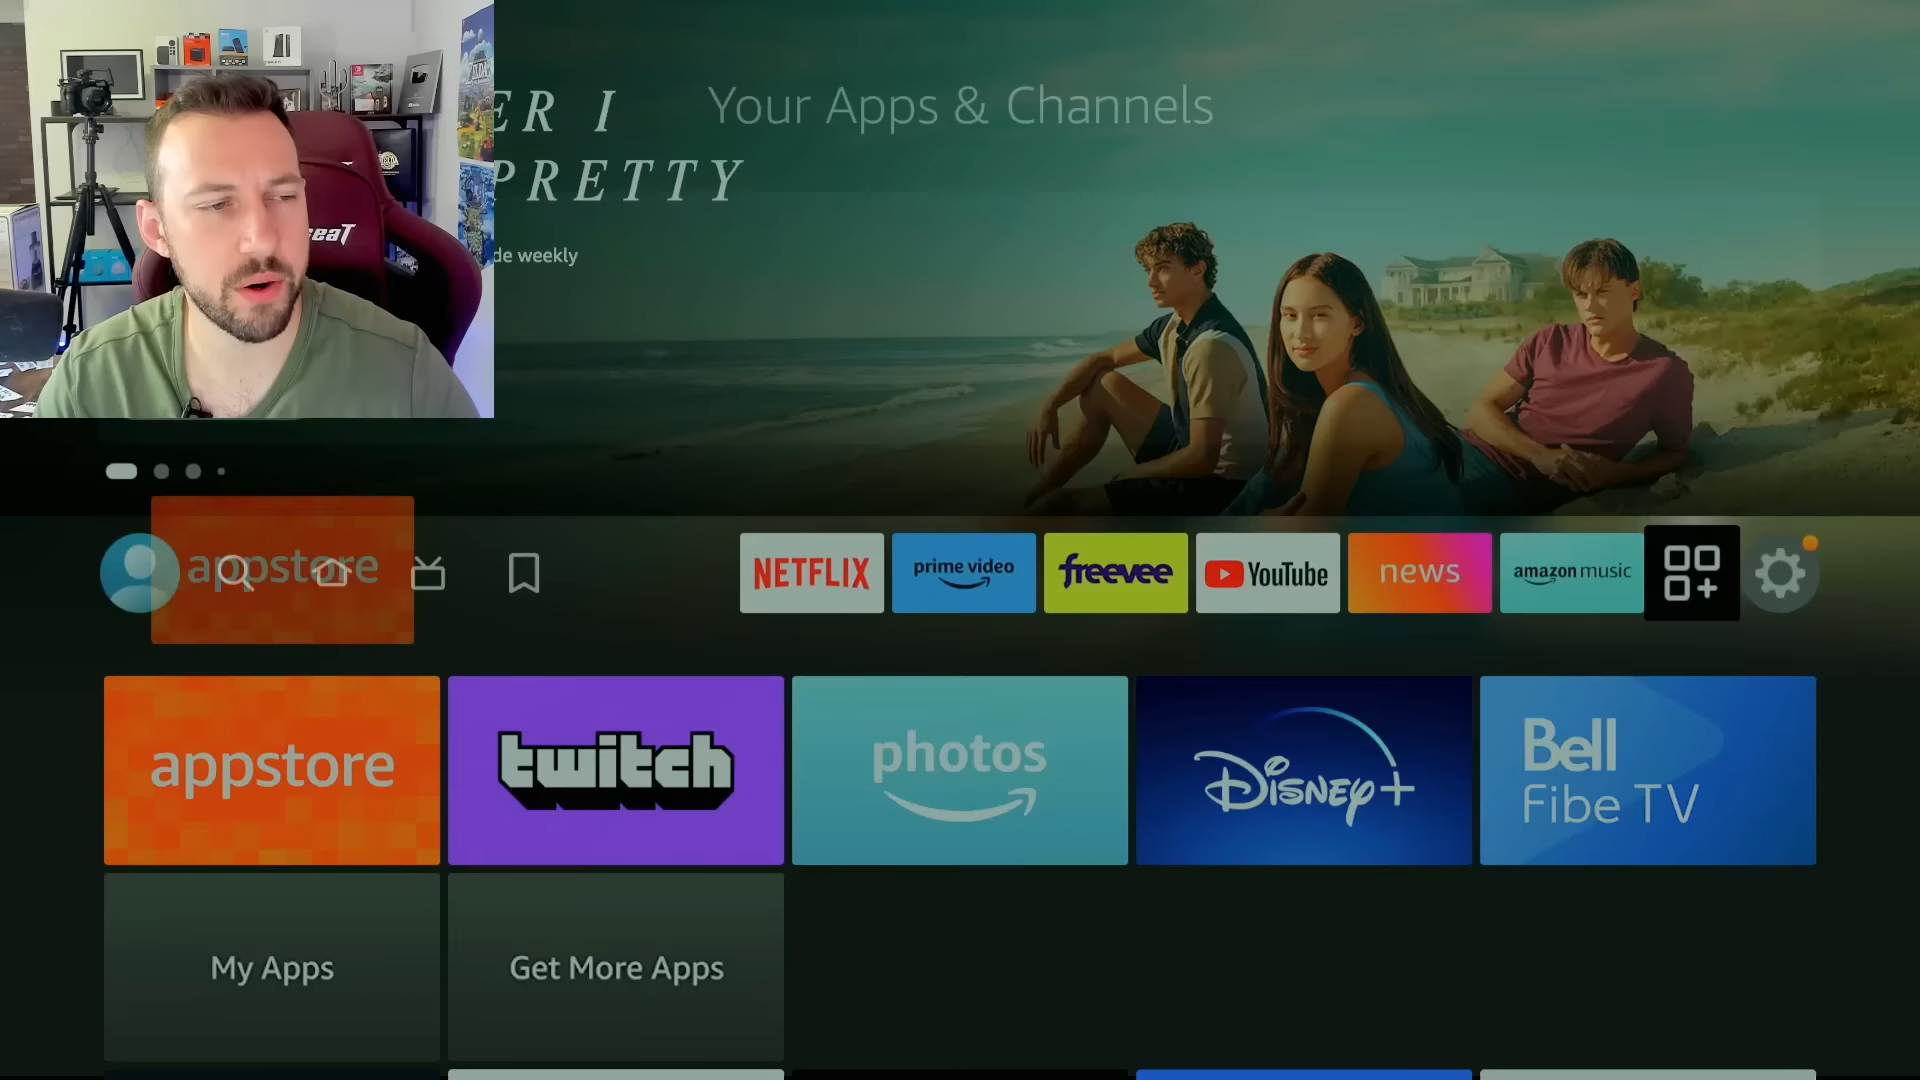 ER I
PRETTY
Your Apps & Channels
de weekly
seaT
appstore
NETFLIX
prime video
freevee
YouTube
news
amazon music
appstore
twitch
photos
Disney+
Bell
Fibe TV
My Apps
Get More Apps